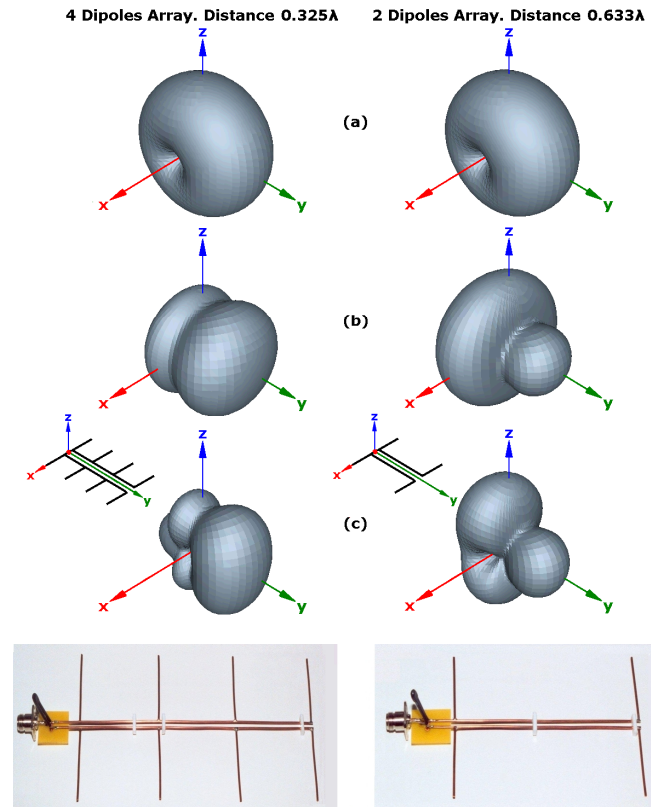 4 Dipoles Array. Distance 0.325λ
2 Dipoles Array. Distance 0.633λ
z
z
(a)
x
y
x
y
z
z
(b)
x
y
x
y
z
x
y
z
x
y
z
z
(c)
x
y
x
y